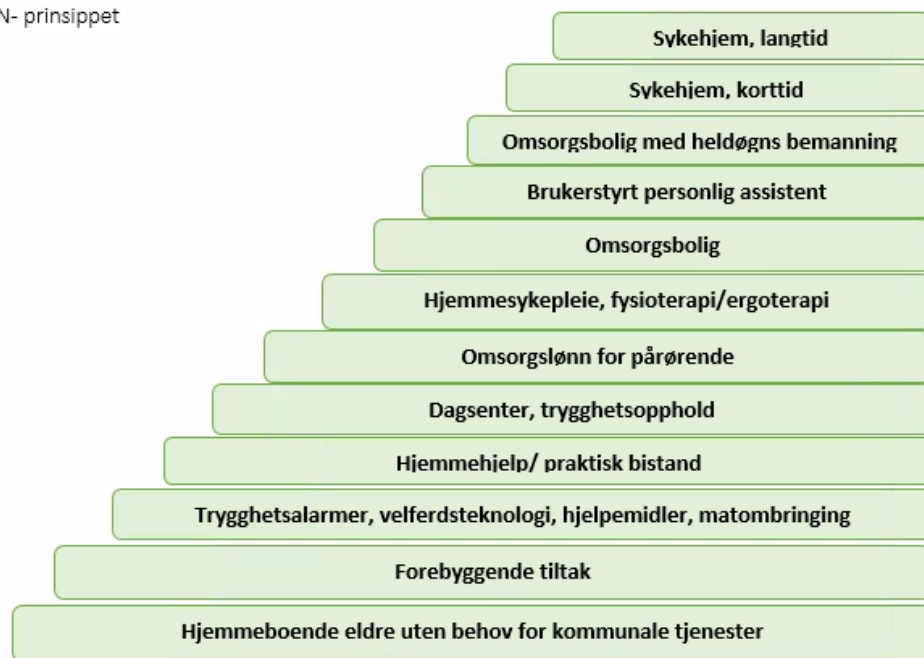 N- prinsippet
Sykehjem, langtid
Sykehjem, korttid
Omsorgsbolig med heldøgns bemanning
Brukerstyrt personlig assistent
Omsorgsbolig
Hjemmesykepleie, fysioterapi/ergoterapi
Omsorgslønn for pårørende
Dagsenter, trygghetsopphold
Hjemmehjelp/ praktisk bistand
Trygghetsalarmer, velferdsteknologi, hjelpemidler, matombringing
Forebyggende tiltak
Hjemmeboende eldre uten behov for kommunale tjenester